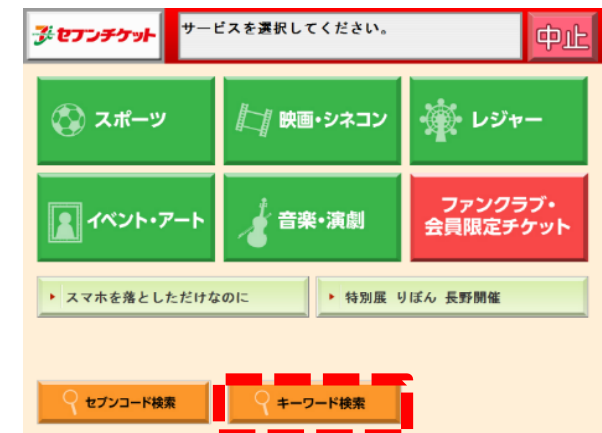 セブンチケット
サービスを選択してください。
中止
スポーツ
映画・シネコン
レジャー
イベント・アート
音楽・演劇
ファンクラブ・
会員限定チケット
スマホを落としただけなのに
特別展 りぼん 長野開催
セブンコード検索
キーワード検索